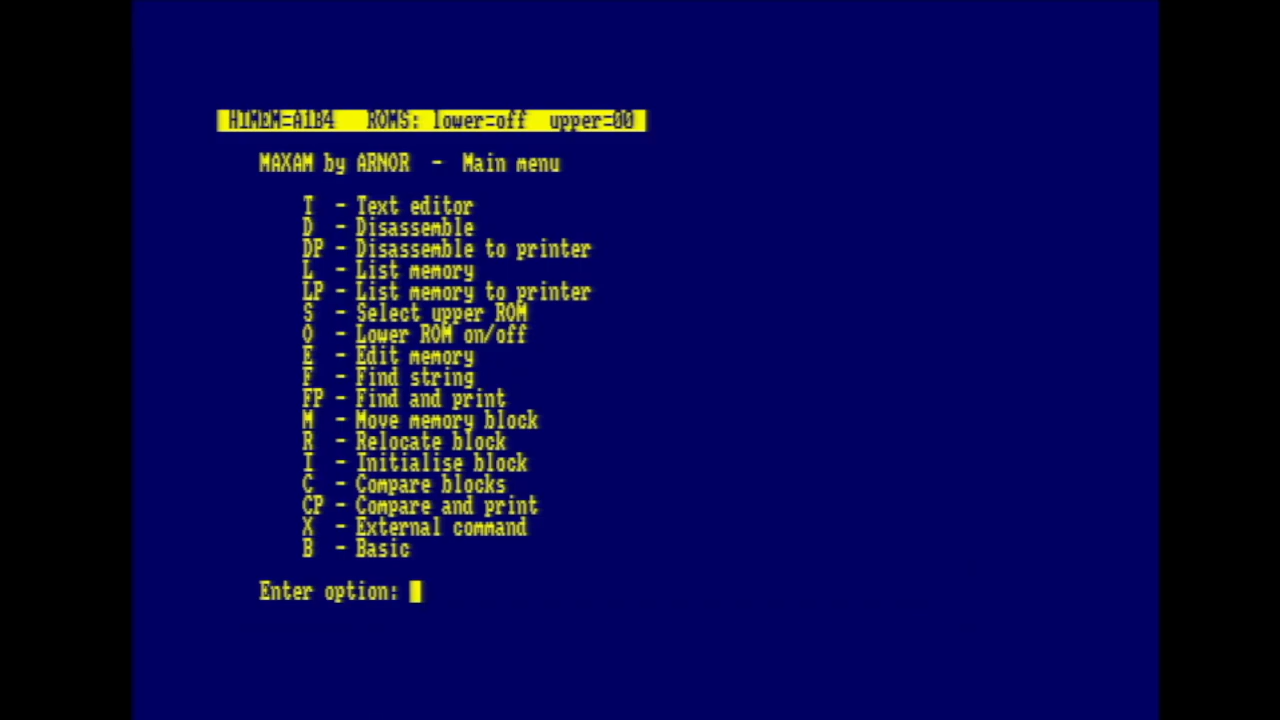 HIMEM=A1B4 ROMS: lower=off upper=00
MAXAM by ARNOR - Main menu
T - Text editor
D - Disassemble
DP - Disassemble to printer
L - List memory
LP - List memory to printer
S - Select upper ROM
O - Lower ROM on/off
E - Edit memory
F - Find string
FP - Find and print
M - Move memory block
R - Relocate block
I - Initialise block
C - Compare blocks
CP - Compare and print
X - External command
B - Basic
Enter option: